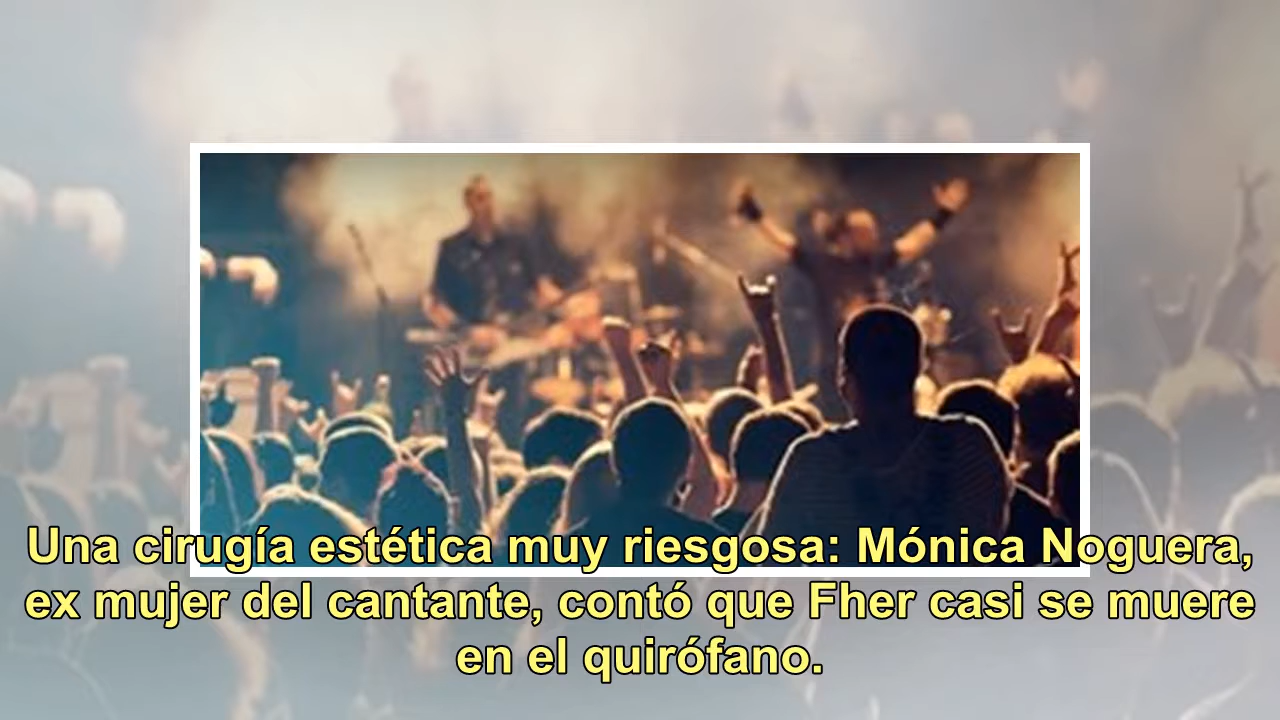 Una cirugía estética muy riesgosa: Mónica Noguera,
ex mujer del cantante, contó que Fher casi se muere
en el quirófano.